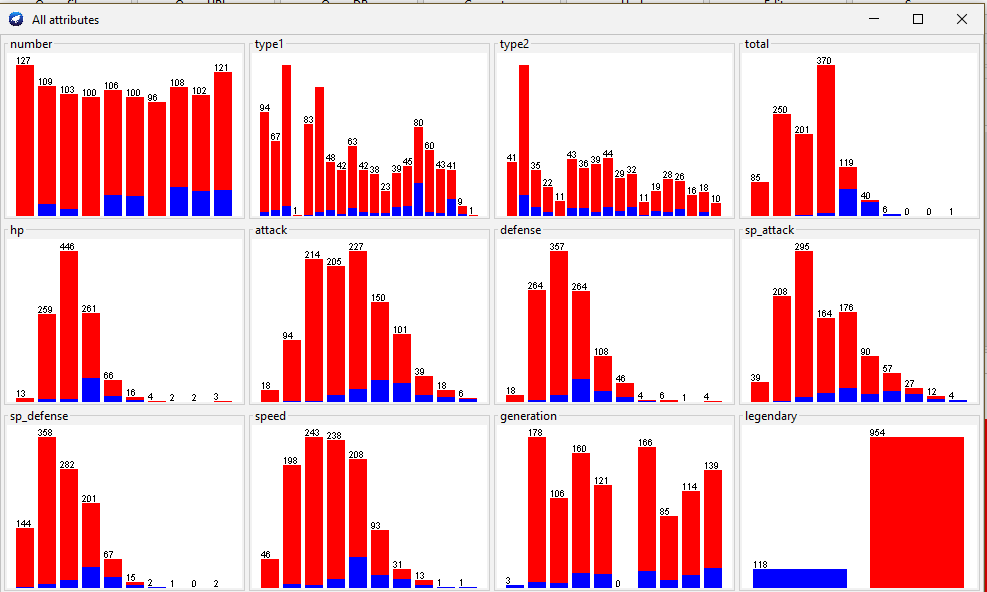 All attributes
number
127 109 103 100 106 100 96 108 102 121
type1
94 67 1 83 48 42 63 42 38 23 39 45 80 60 43 41 9 1
type2
41 35 22 11 43 36 39 44 29 32 11 19 28 26 16 18 10
total
85 250 201 370 119 40 6 0 0 1
hp
13 259 446 261 66 16 4 2 2 3
attack
18 94 214 205 227 150 101 39 18 6
defense
18 264 357 264 108 46 4 6 1 4
sp_attack
39 208 295 164 176 90 57 27 12 4
sp_defense
144 358 282 201 67 15 2 1 0 2
speed
46 198 243 238 208 93 31 13 1 1
generation
3 178 106 160 121 0 166 85 114 139
legendary
118 954